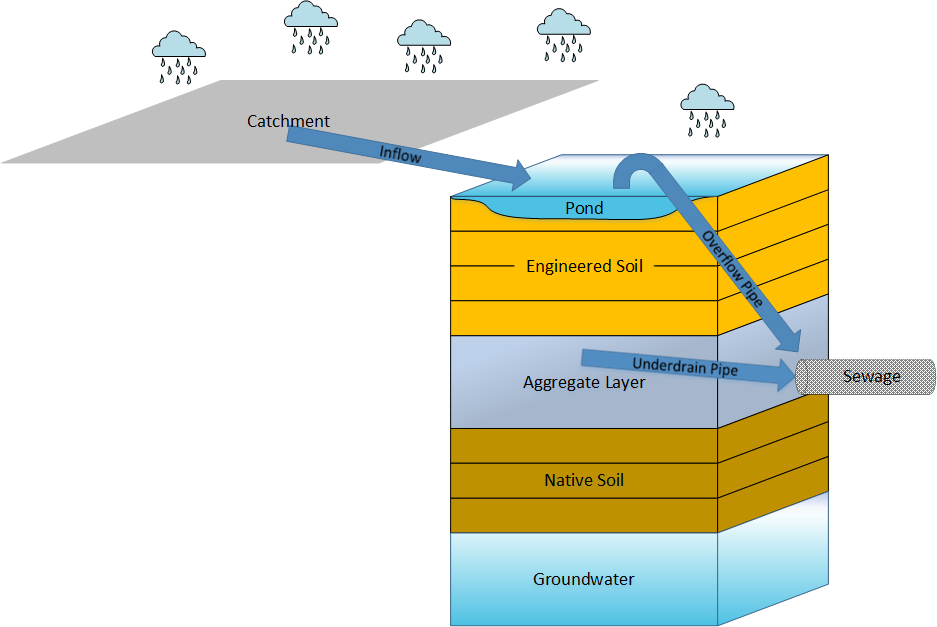 Catchment
Inflow
Pond
Overflow Pipe
Engineered Soil
Underdrain Pipe
Aggregate Layer
Sewage
Native Soil
Groundwater